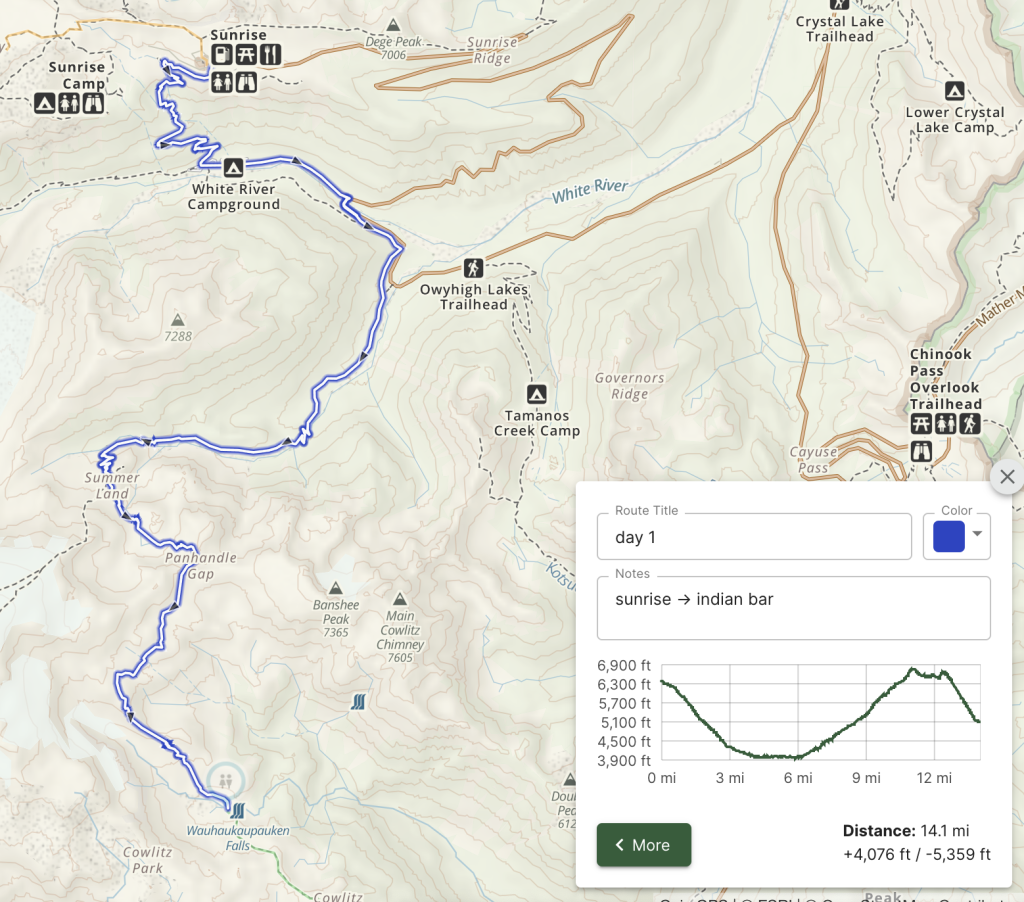 Sunrise
Dege Peak
7006
Sunrise
Ridge
Crystal Lake
Trailhead
Sunrise
Camp
Lower Crystal
Lake Camp
White River
Campground
White River
Owyhigh Lakes
Trailhead
7288
Mather M
Chinook
Pass
Overlook
Trailhead
Governors
Ridge
Tamanos
Creek Camp
Cayuse
Pass
Summer
Land
Panhandle
Gap
Kotsu
Banshee
Peak
7365
Main
Cowlitz
Chimney
7605
Dou
Pea
612
Wauhaukaupauken
Falls
Cowlitz
Park
Cowlitz
Route Title
day 1
Color
Notes
sunrise → indian bar
6,900 ft
6,300 ft
5,700 ft
5,100 ft
4,500 ft
3,900 ft
0 mi 3 mi 6 mi 9 mi 12 mi
More
Distance: 14.1 mi
+4,076 ft / -5,359 ft
Peak